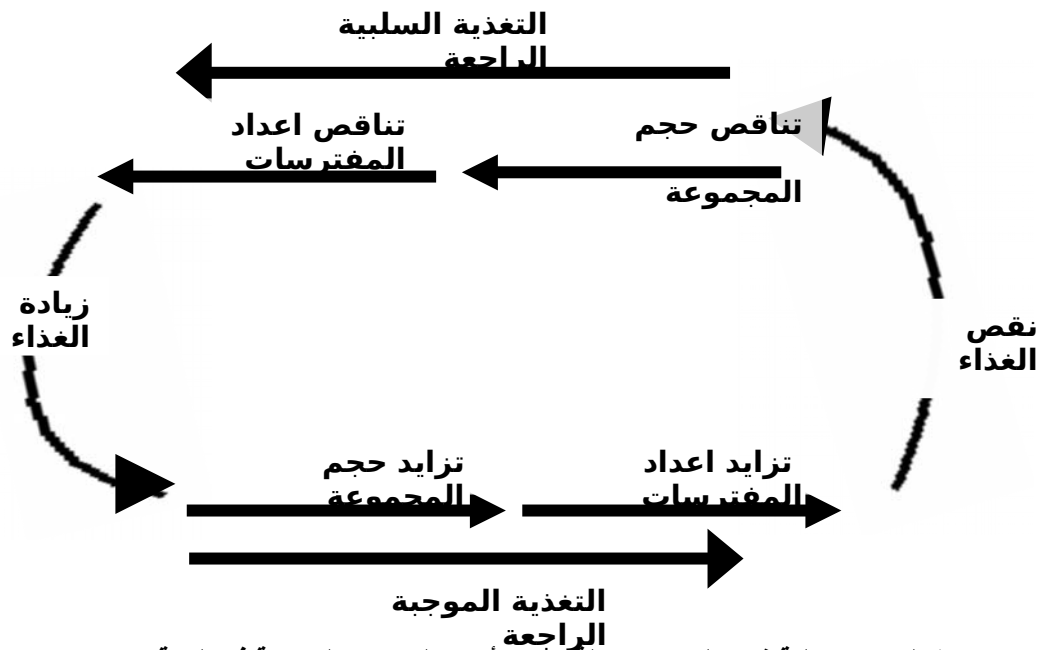 التغذية السلبية
الراجعة
تناقص حجم
المجموعة
تناقص اعداد
المفترسات
زيادة
الغذاء
نقص
الغذاء
تزايد حجم
المجموعة
تزايد اعداد
المفترسات
التغذية الموجبة
الراجعة